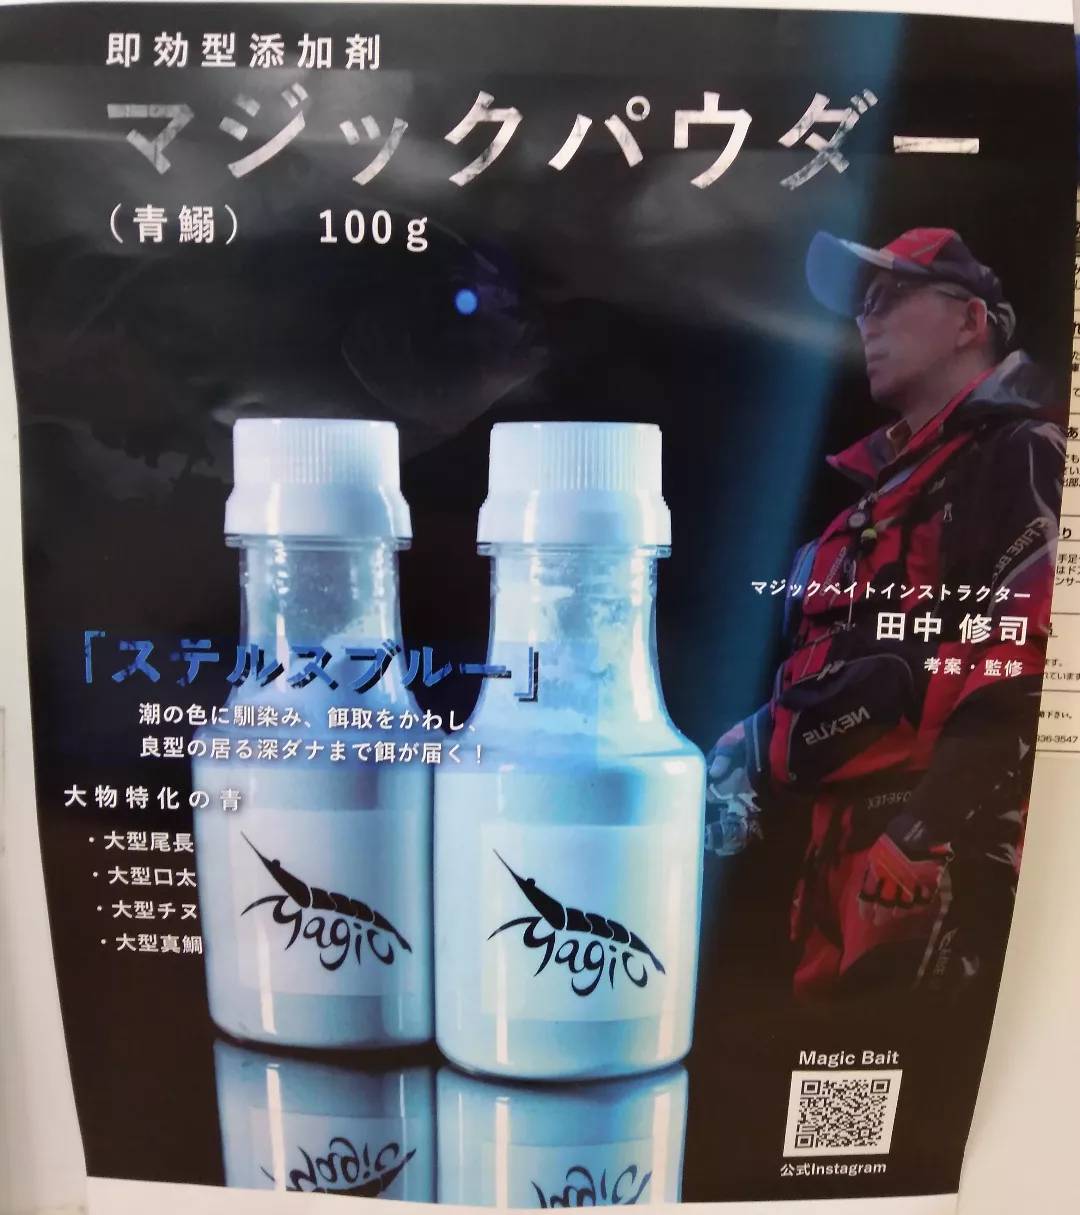 即効型添加剤
マジックパウダー
（青鰯） 100g
マジックベイトインストラクター
田中 修司
考案・監修
「ステルスブルー」
潮の色に馴染み、餌取をかわし、
良型の居る深ダナまで餌が届く！
大物特化の青
・大型尾長
・大型口太
・大型チヌ
・大型真鯛
Magic
Magic
NEXUS
Magic Bait
公式Instagram